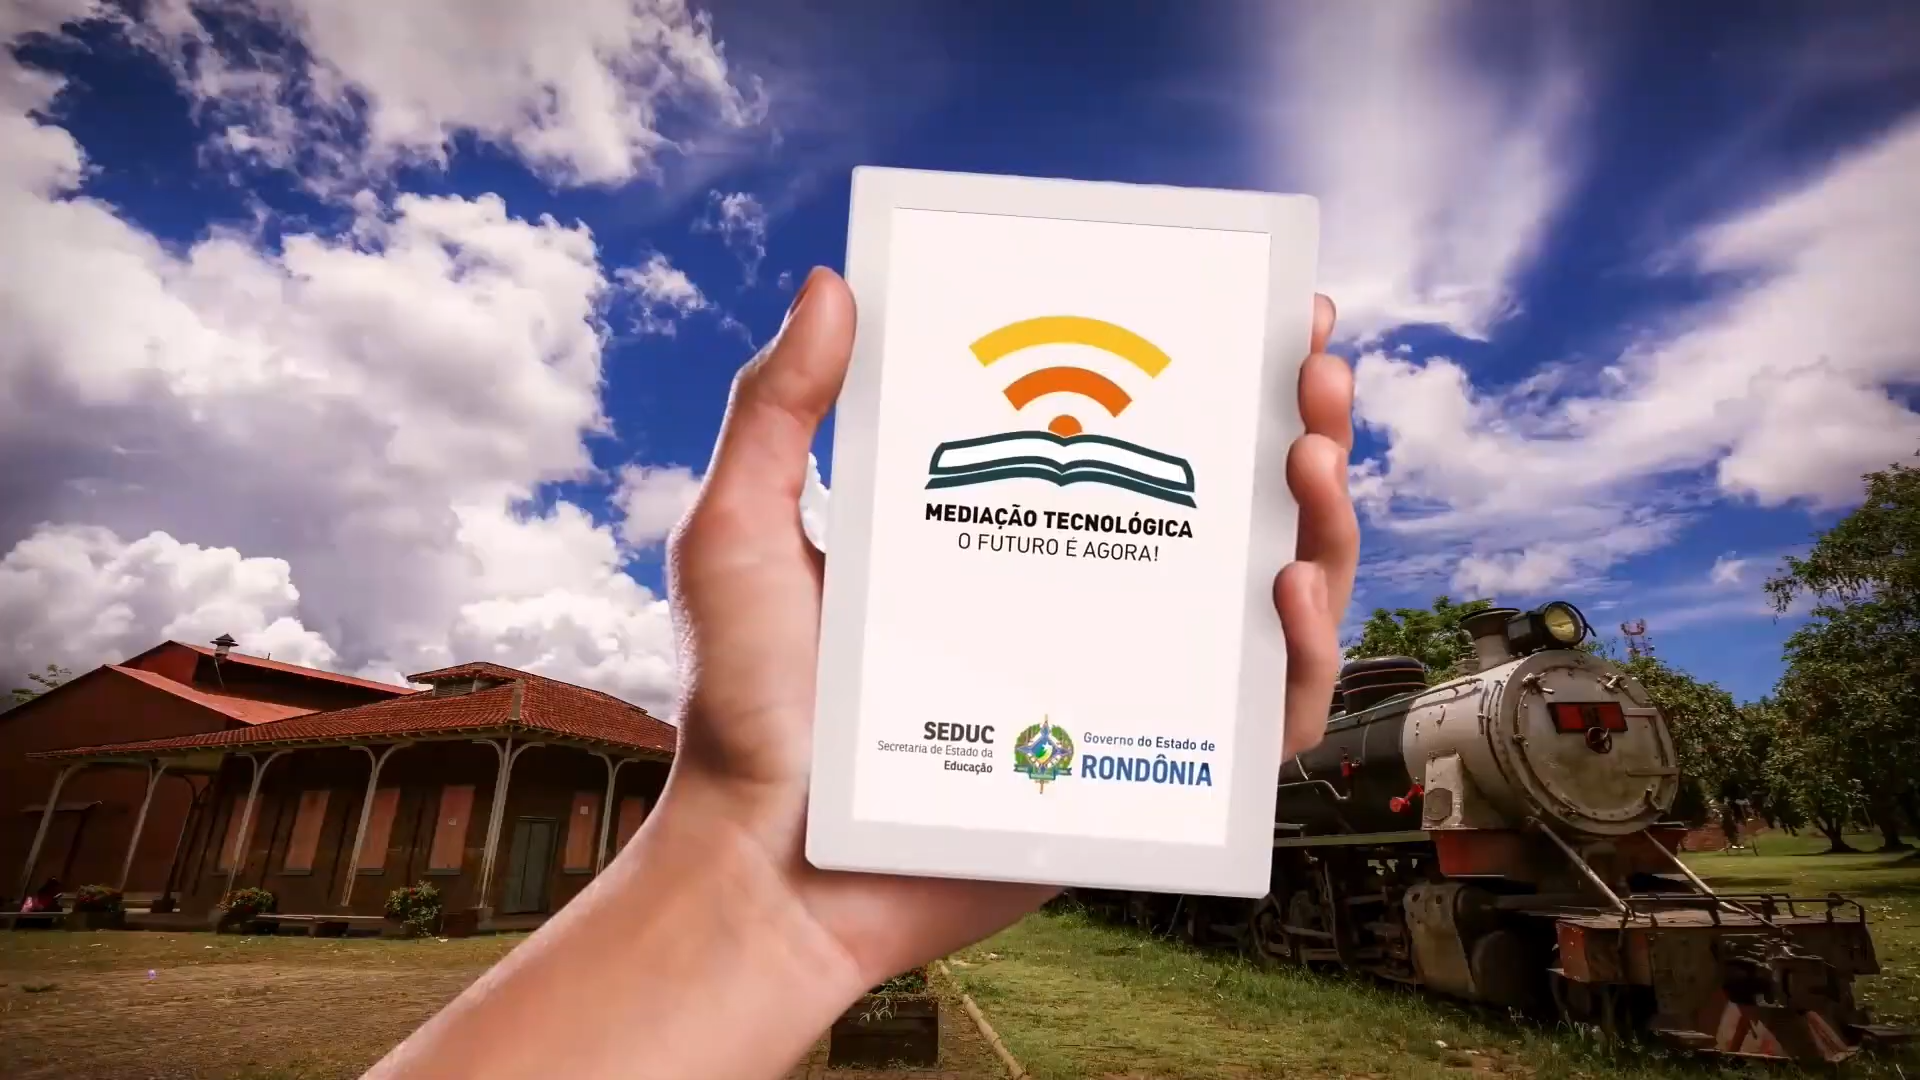 MEDIAÇÃO TECNOLÓGICA
O FUTURO É AGORA!
SEDUC
Secretaria de Estado da
Educação
Governo do Estado de
RONDÔNIA